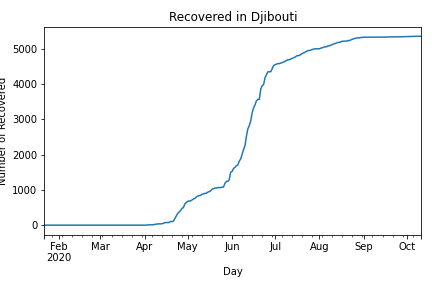 Recovered in Djibouti
Number of Recovered
5000
4000
3000
2000
1000
0
Feb Mar Apr May Jun Jul Aug Sep Oct
2020
Day